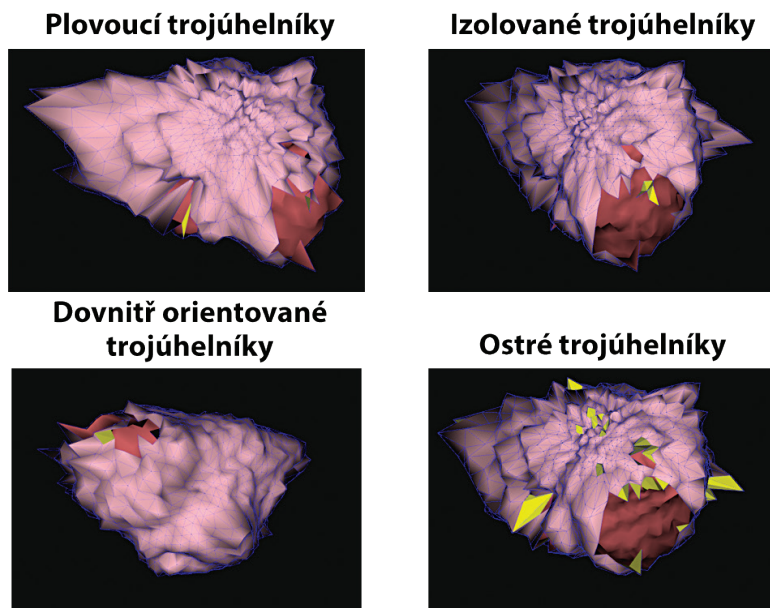 Plovoucí trojúhelníky
Izolované trojúhelníky
Dovnitř orientované
trojúhelníky
Ostré trojúhelníky